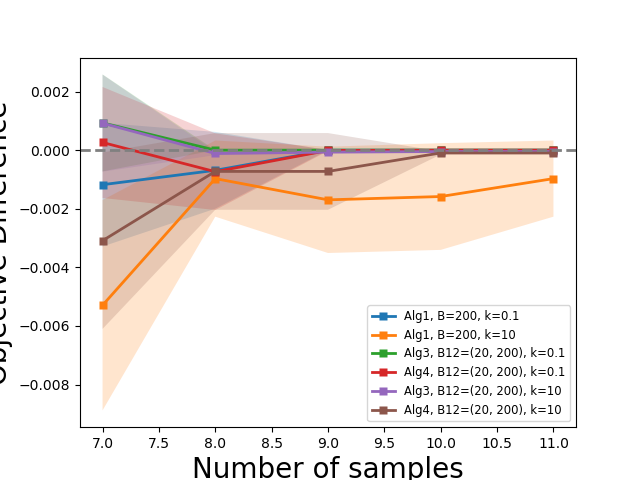 0.002
0.000
−0.002
−0.004
−0.006
−0.008
Objective Difference
Alg1, B=200, k=0.1
Alg1, B=200, k=10
Alg3, B12=(20, 200), k=0.1
Alg4, B12=(20, 200), k=0.1
Alg3, B12=(20, 200), k=10
Alg4, B12=(20, 200), k=10
7.0 7.5 8.0 8.5 9.0 9.5 10.0 10.5 11.0
Number of samples